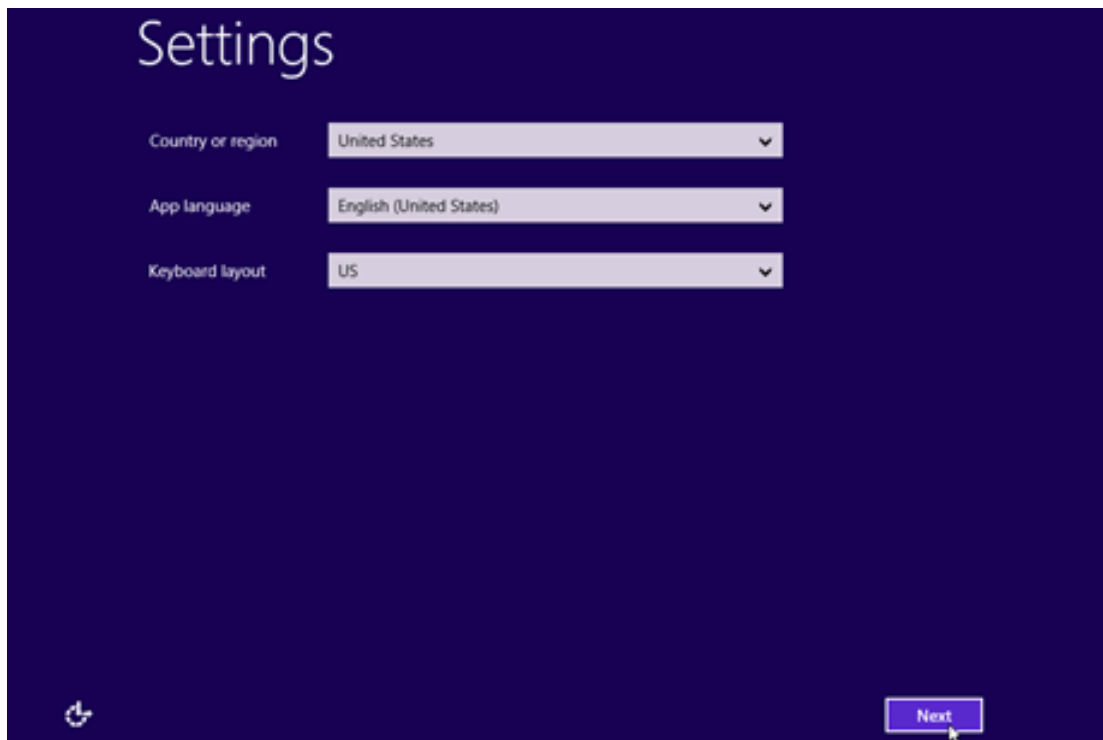 Settings
Country or region United States
App language English (United States)
Keyboard layout US
Next